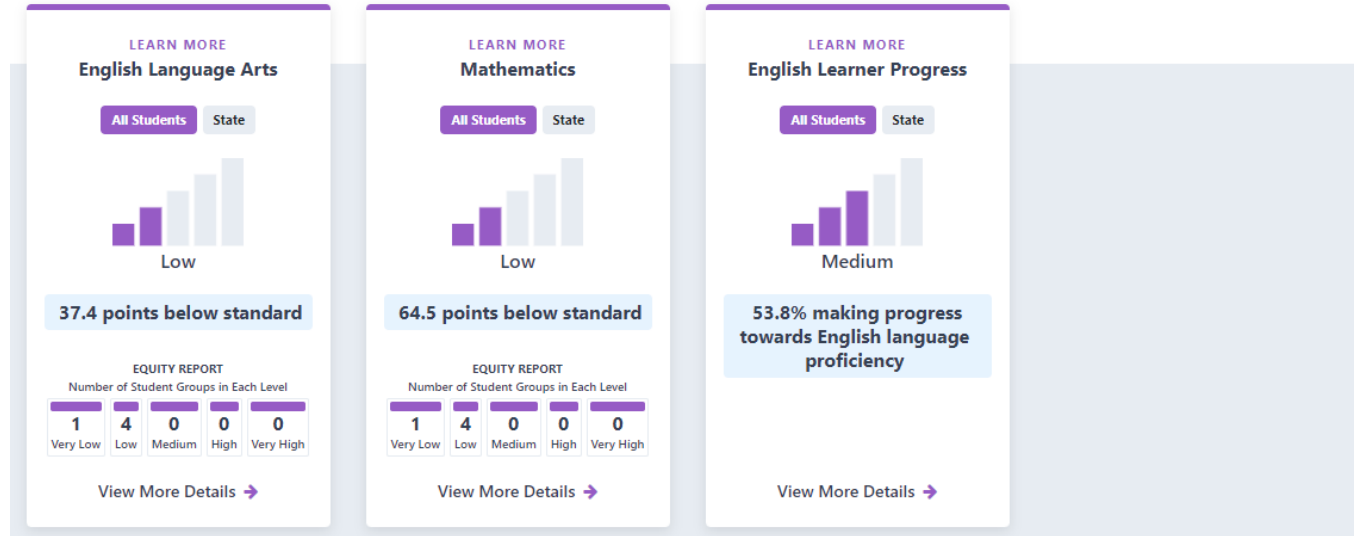 LEARN MORE
English Language Arts
All Students State
Low
37.4 points below standard
EQUITY REPORT
Number of Student Groups in Each Level
1 4 0 0 0
Very Low Low Medium High Very High
View More Details
LEARN MORE
Mathematics
All Students State
Low
64.5 points below standard
EQUITY REPORT
Number of Student Groups in Each Level
1 4 0 0 0
Very Low Low Medium High Very High
View More Details
LEARN MORE
English Learner Progress
All Students State
Medium
53.8% making progress
towards English language
proficiency
View More Details